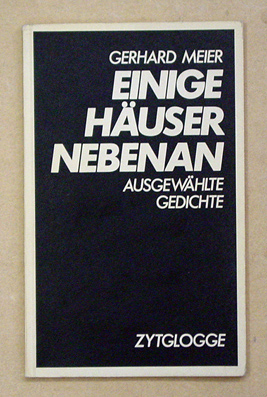 GERHARD MEIER
EINIGE
HÄUSER
NEBENAN
AUSGEWÄHLTE
GEDICHTE
ZYTGLOGGE